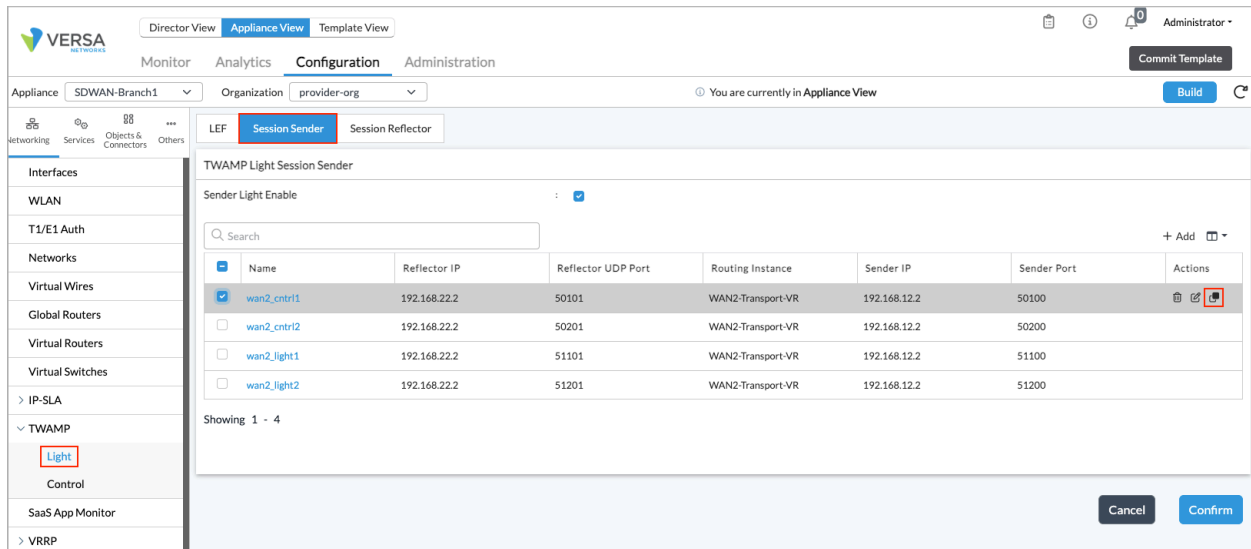 VERSA
NETWORKS
Director View Appliance View Template View
0
Administrator
Monitor Analytics Configuration Administration
Commit Template
Appliance SDWAN-Branch1 Organization provider-org You are currently in Appliance View Build
Networking Services Objects & Connectors Others
LEF Session Sender Session Reflector
Interfaces
WLAN
T1/E1 Auth
Networks
Virtual Wires
Global Routers
Virtual Routers
Virtual Switches
IP-SLA
TWAMP
Light
Control
SaaS App Monitor
VRRP
TWAMP Light Session Sender
Sender Light Enable :
Search
+ Add
Name Reflector IP Reflector UDP Port Routing Instance Sender IP Sender Port Actions
wan2_cntrl1 192.168.22.2 50101 WAN2-Transport-VR 192.168.12.2 50100
wan2_cntrl2 192.168.22.2 50201 WAN2-Transport-VR 192.168.12.2 50200
wan2_light1 192.168.22.2 51101 WAN2-Transport-VR 192.168.12.2 51100
wan2_light2 192.168.22.2 51201 WAN2-Transport-VR 192.168.12.2 51200
Showing 1 - 4
Cancel Confirm